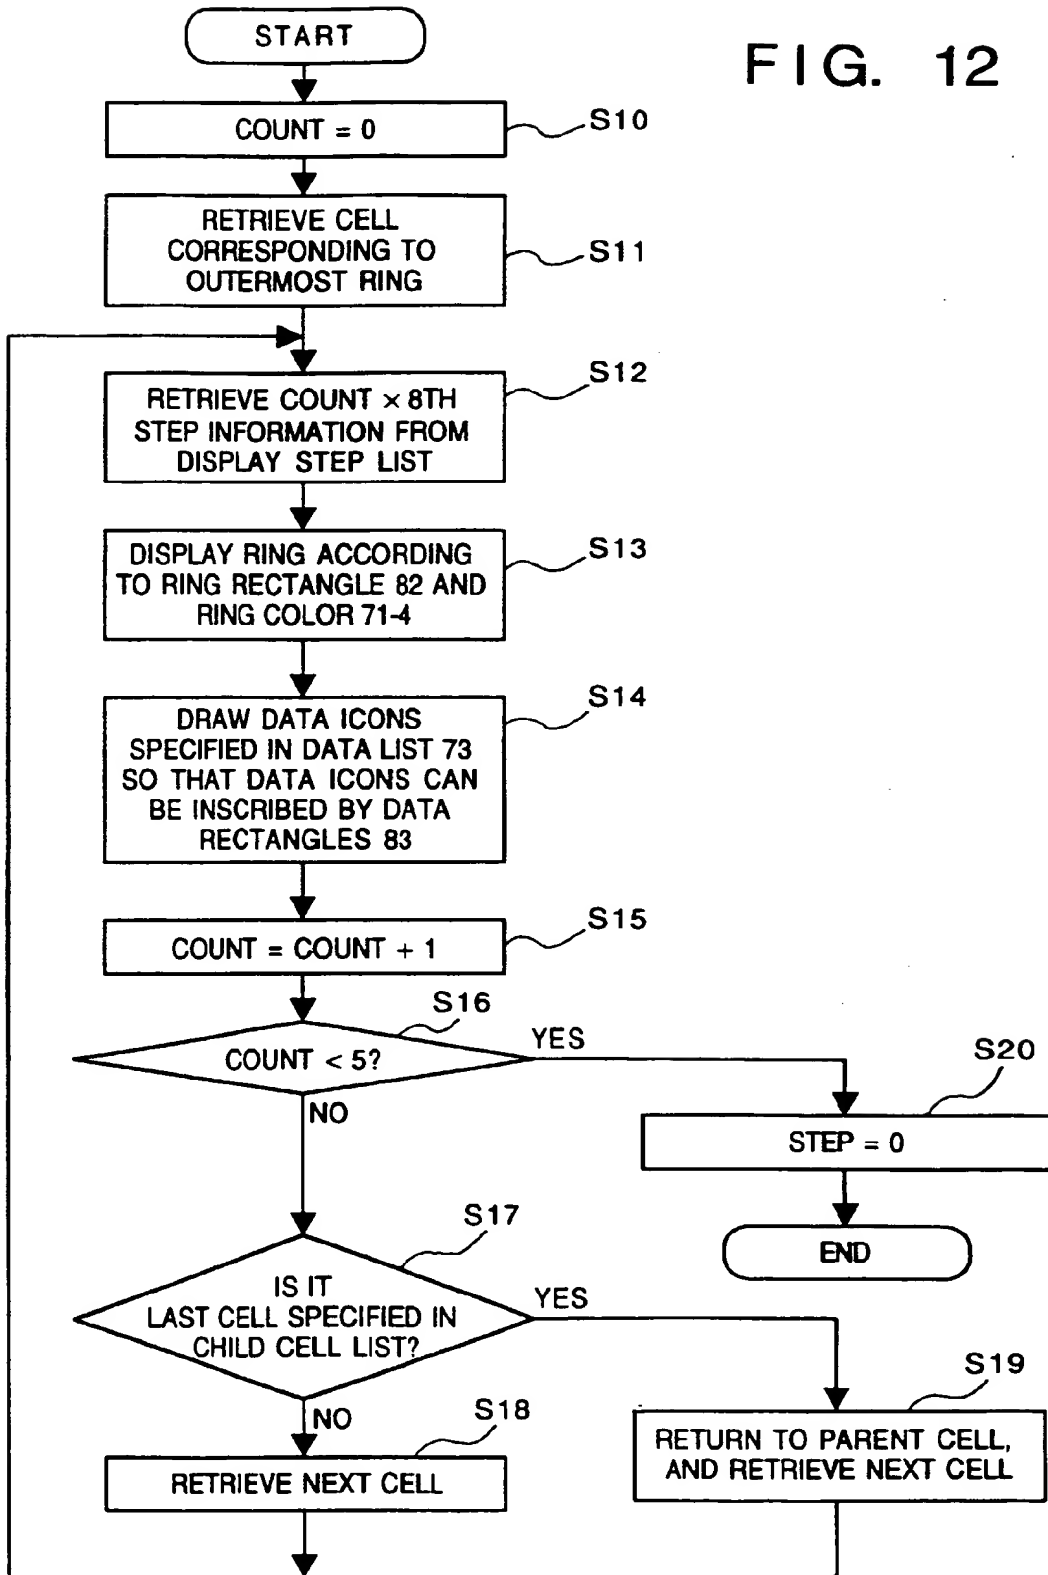 START
FIG. 12
COUNT = 0
S10
RETRIEVE CELL
CORRESPONDING TO
OUTERMOST RING
S11
S12
RETRIEVE COUNT × 8TH
STEP INFORMATION FROM
DISPLAY STEP LIST
S13
DISPLAY RING ACCORDING
TO RING RECTANGLE 82 AND
RING COLOR 71-4
S14
DRAW DATA ICONS
SPECIFIED IN DATA LIST 73
SO THAT DATA ICONS CAN
BE INSCRIBED BY DATA
RECTANGLES 83
S15
COUNT = COUNT + 1
S16
COUNT < 5?
YES
NO
S20
STEP = 0
END
S17
IS IT
LAST CELL SPECIFIED IN
CHILD CELL LIST?
YES
NO
S18
RETRIEVE NEXT CELL
S19
RETURN TO PARENT CELL,
AND RETRIEVE NEXT CELL